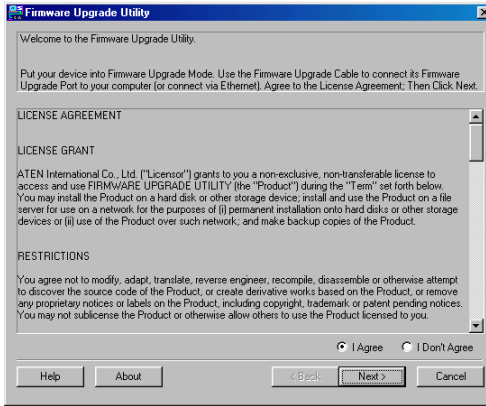 Firmware Upgrade Utility
Welcome to the Firmware Upgrade Utility.
Put your device into Firmware Upgrade Mode. Use the Firmware Upgrade Cable to connect its Firmware
Upgrade Port to your computer (or connect via Ethernet). Agree to the License Agreement; Then Click Next.
LICENSE AGREEMENT
LICENSE GRANT
ATEN International Co., Ltd. ("Licensor") grants to you a non-exclusive, non-transferable license to
access and use FIRMWARE UPGRADE UTILITY (the "Product") during the "Term" set forth below.
You may install the Product on a hard disk or other storage device; install and use the Product on a file
server for use on a network for the purposes of (i) permanent installation onto hard disks or other storage
devices or (ii) use of the Product over such network; and make backup copies of the Product.
RESTRICTIONS
You agree not to modify, adapt, translate, reverse engineer, recompile, disassemble or otherwise attempt
to discover the source code of the Product, or create derivative works based on the Product, or remove
any proprietary notices or labels on the Product, including copyright, trademark or patent pending notices.
You may not sublicense the Product or otherwise allow others to use the Product licensed to you.
I Agree I Don't Agree
Help About < Back Next > Cancel